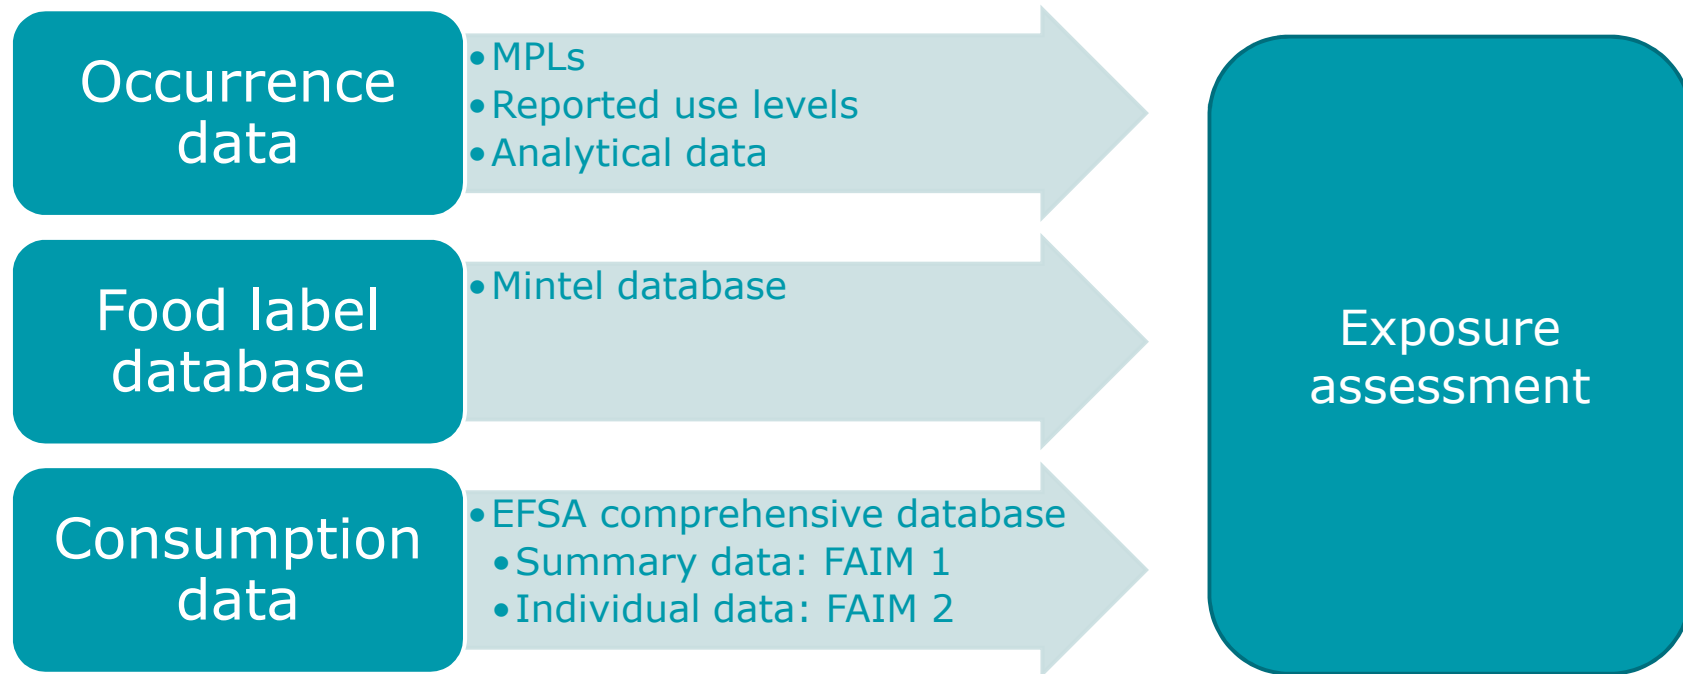 Occurrence
data
•MPLs
•Reported use levels
•Analytical data
Food label
database
•Mintel database
Consumption
data
•EFSA comprehensive database
•Summary data: FAIM 1
•Individual data: FAIM 2
Exposure
assessment